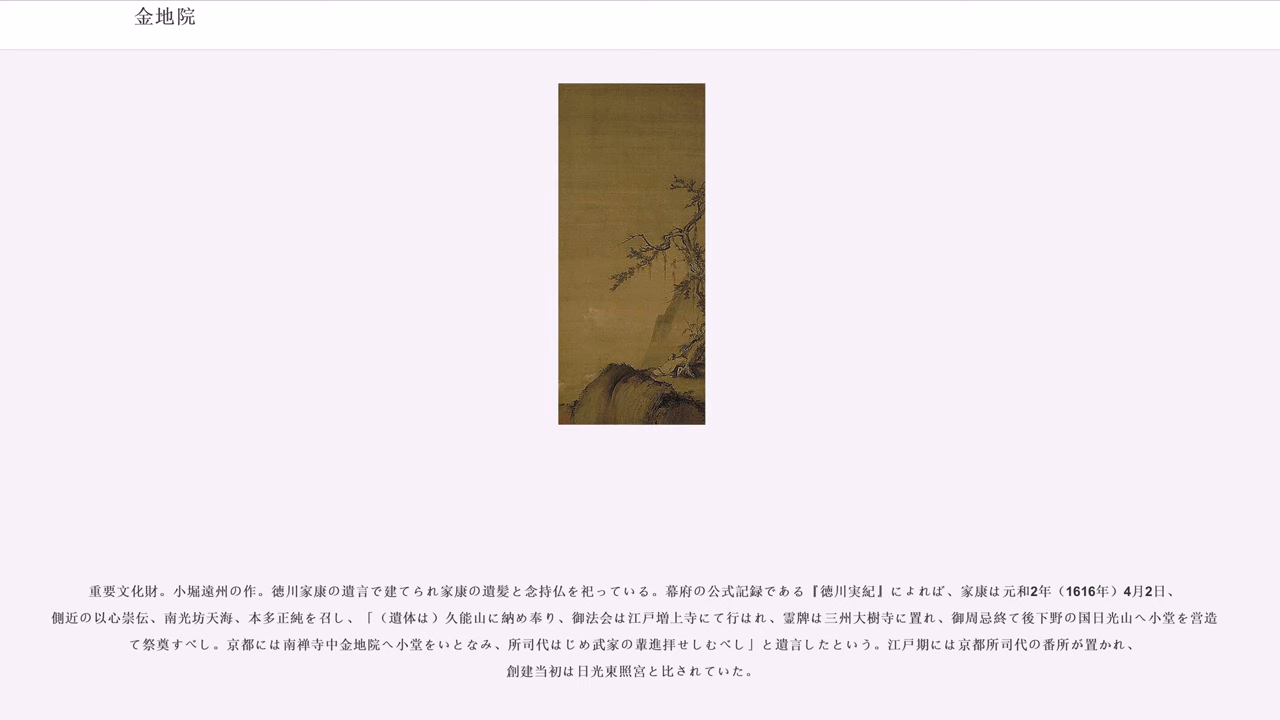 金地院
重要文化財。小堀遠州の作。徳川家康の遺言で建てられ家康の遺髪と念持仏を祀っている。幕府の公式記録である『徳川実紀』によれば、家康は元和2年（1616年）4月2日、
側近の以心崇伝、南光坊天海、本多正純を召し、「（遺体は）久能山に納め奉り、御法会は江戸増上寺にて行はれ、霊牌は三州大樹寺に置れ、御周忌終て後下野の国日光山へ小堂を営造
て祭奠すべし。京都には南禅寺中金地院へ小堂をいとなみ、所司代はじめ武家の輩進拝せしむべし」と遺言したという。江戸期には京都所司代の番所が置かれ、
創建当初は日光東照宮と比されていた。